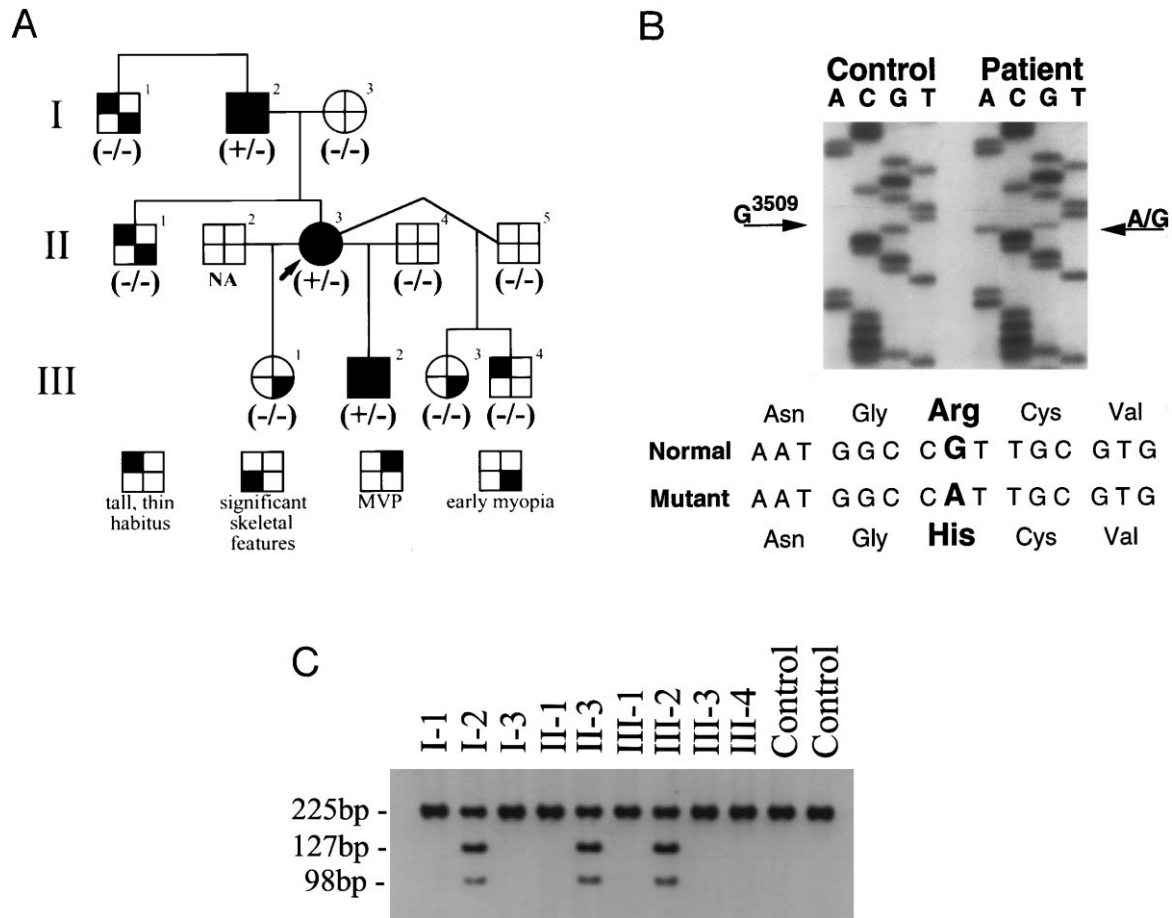 A
I
1
2
3
(-/-)
(+/-)
(-/-)
II
1
2
3
4
5
(-/-)
NA
(+/-)
(-/-)
(-/-)
III
1
2
3
4
(-/-)
(+/-)
(-/-)
(-/-)
tall, thin
habitus
significant
skeletal
features
MVP
early myopia
B
Control Patient
A C G T A C G T
G3509
A/G
Asn Gly Arg Cys Val
Normal AAT GGC CGT TGC GTG
Mutant AAT GGC CAT TGC GTG
Asn Gly His Cys Val
C
I-1
I-2
I-3
II-1
II-3
III-1
III-2
III-3
III-4
Control
Control
225bp -
127bp -
98bp -